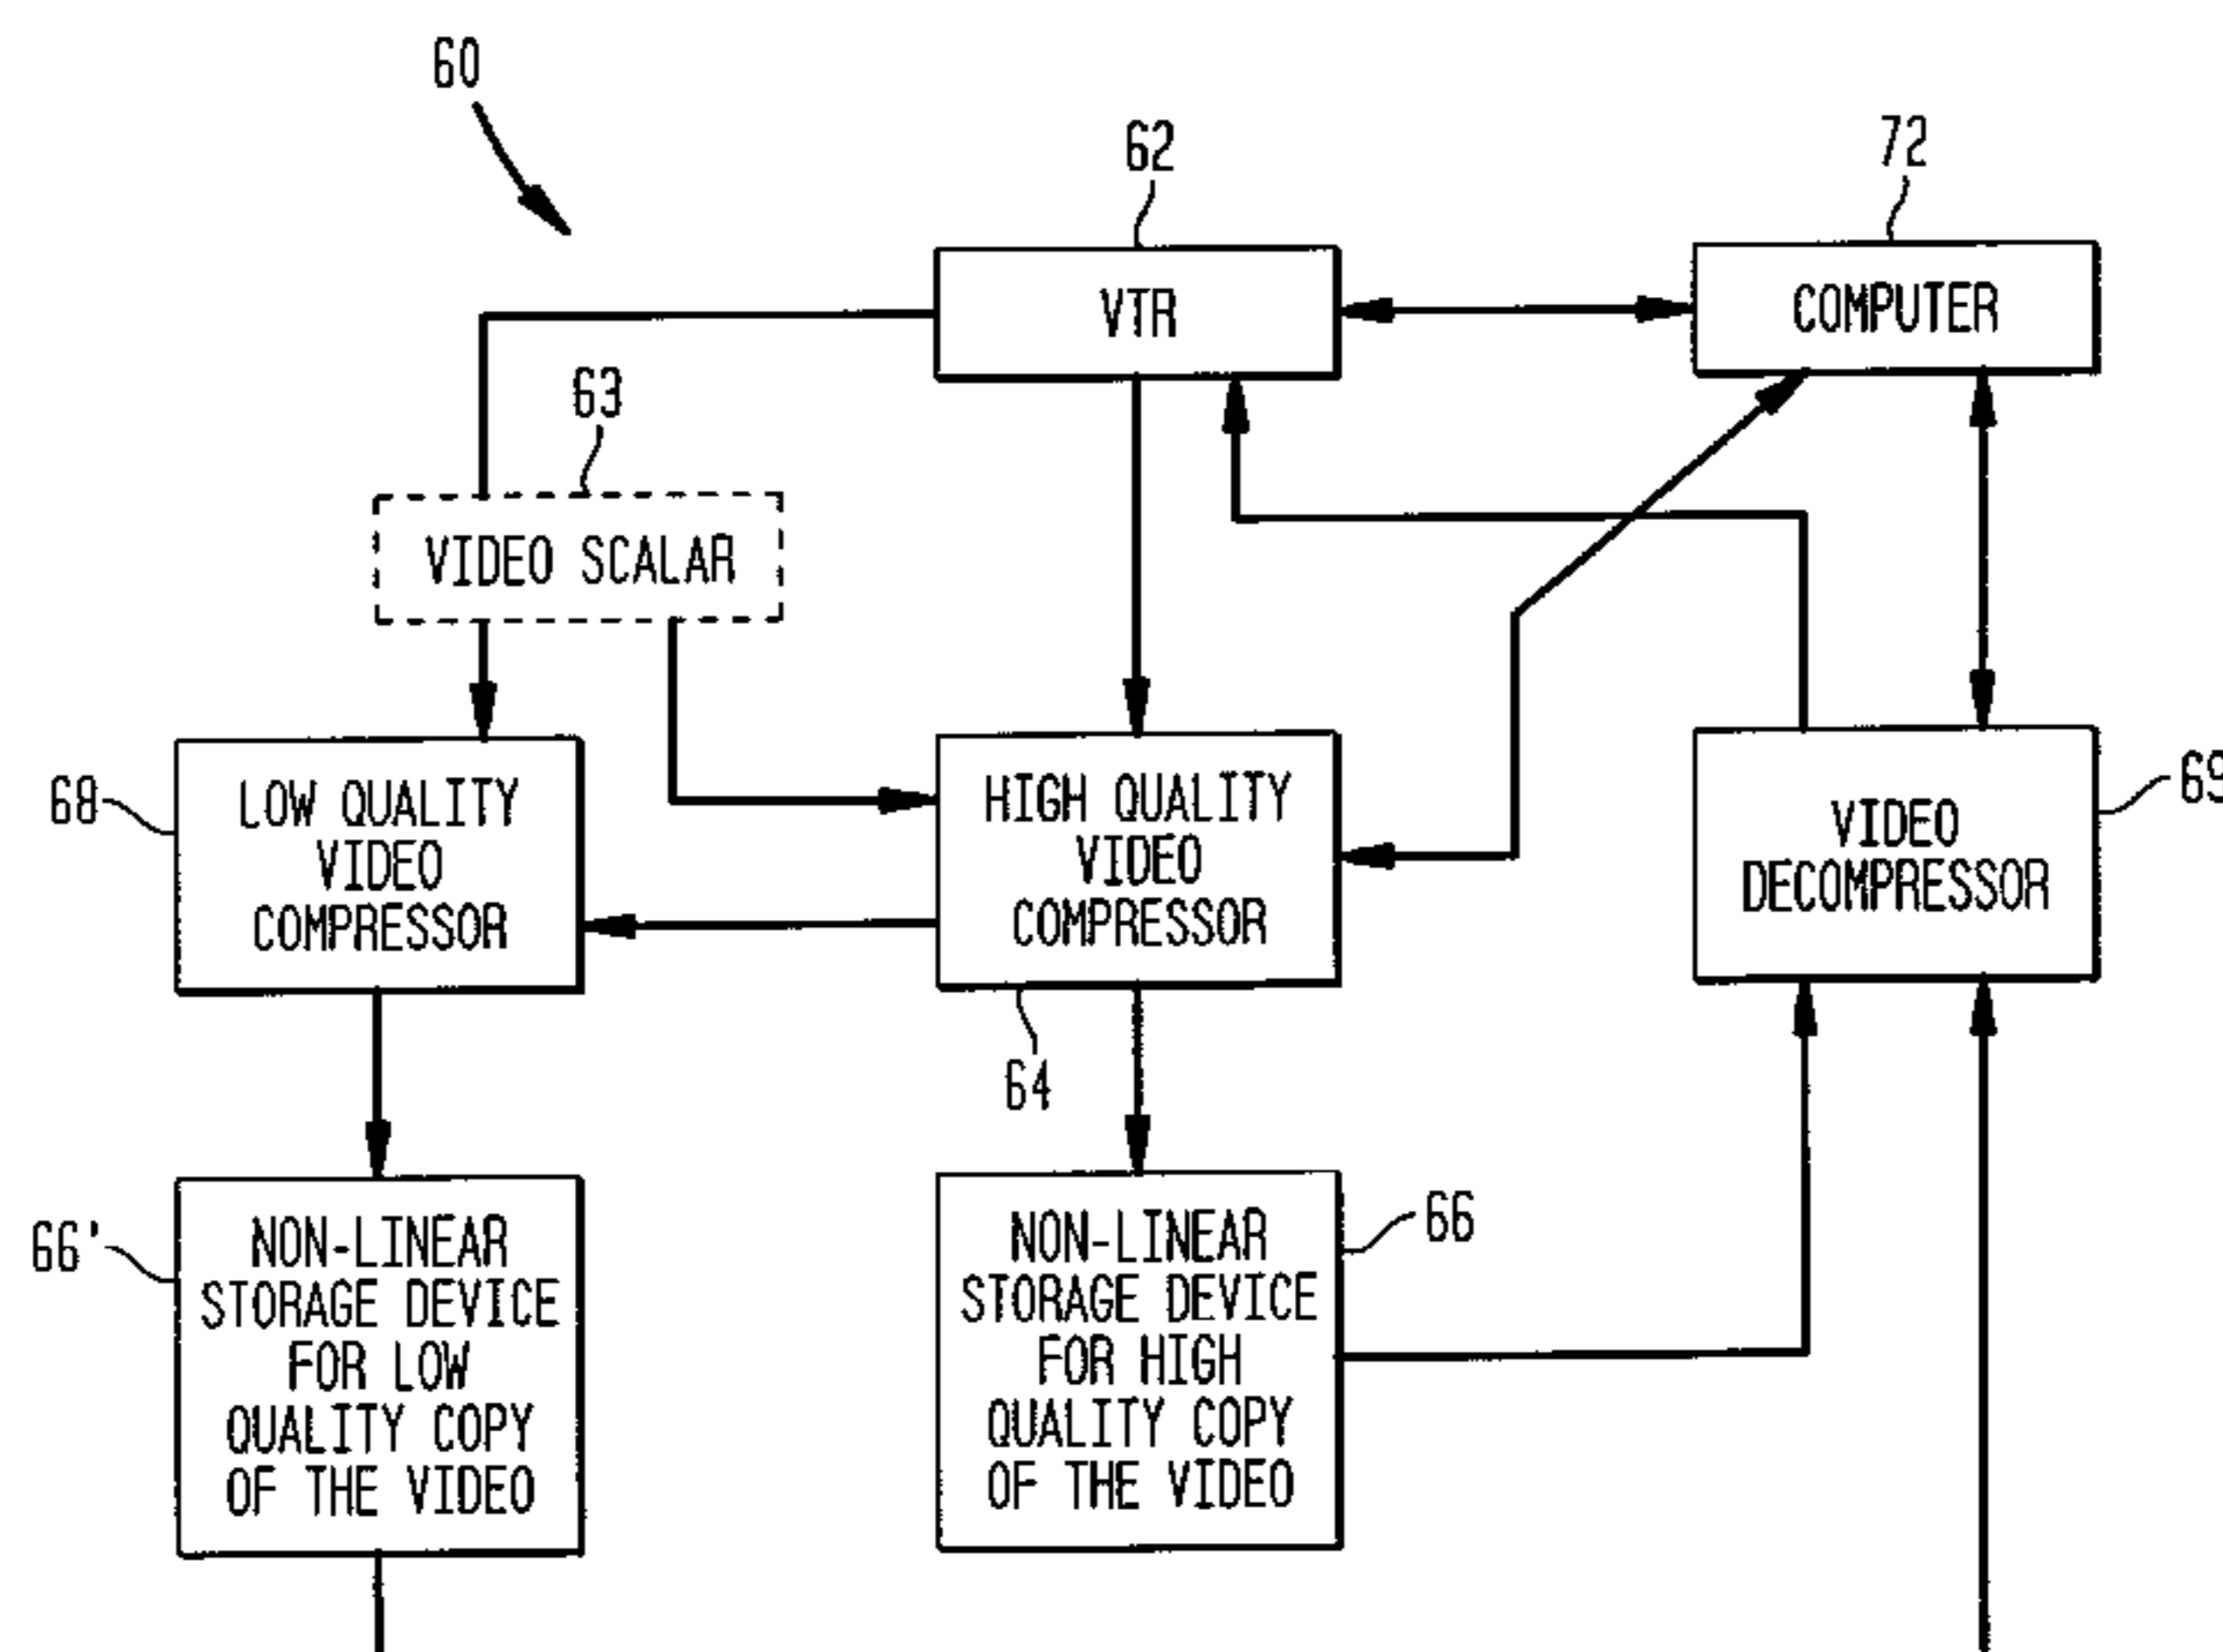 60
62
72
VTR
COMPUTER
63
VIDEO SCALAR
68
LOW QUALITY
VIDEO
COMPRESSOR
HIGH QUALITY
VIDEO
COMPRESSOR
64
VIDEO
DECOMPRESSOR
69
66'
NON-LINEAR
STORAGE DEVICE
FOR LOW
QUALITY COPY
OF THE VIDEO
NON-LINEAR
STORAGE DEVICE
FOR HIGH
QUALITY COPY
OF THE VIDEO
66